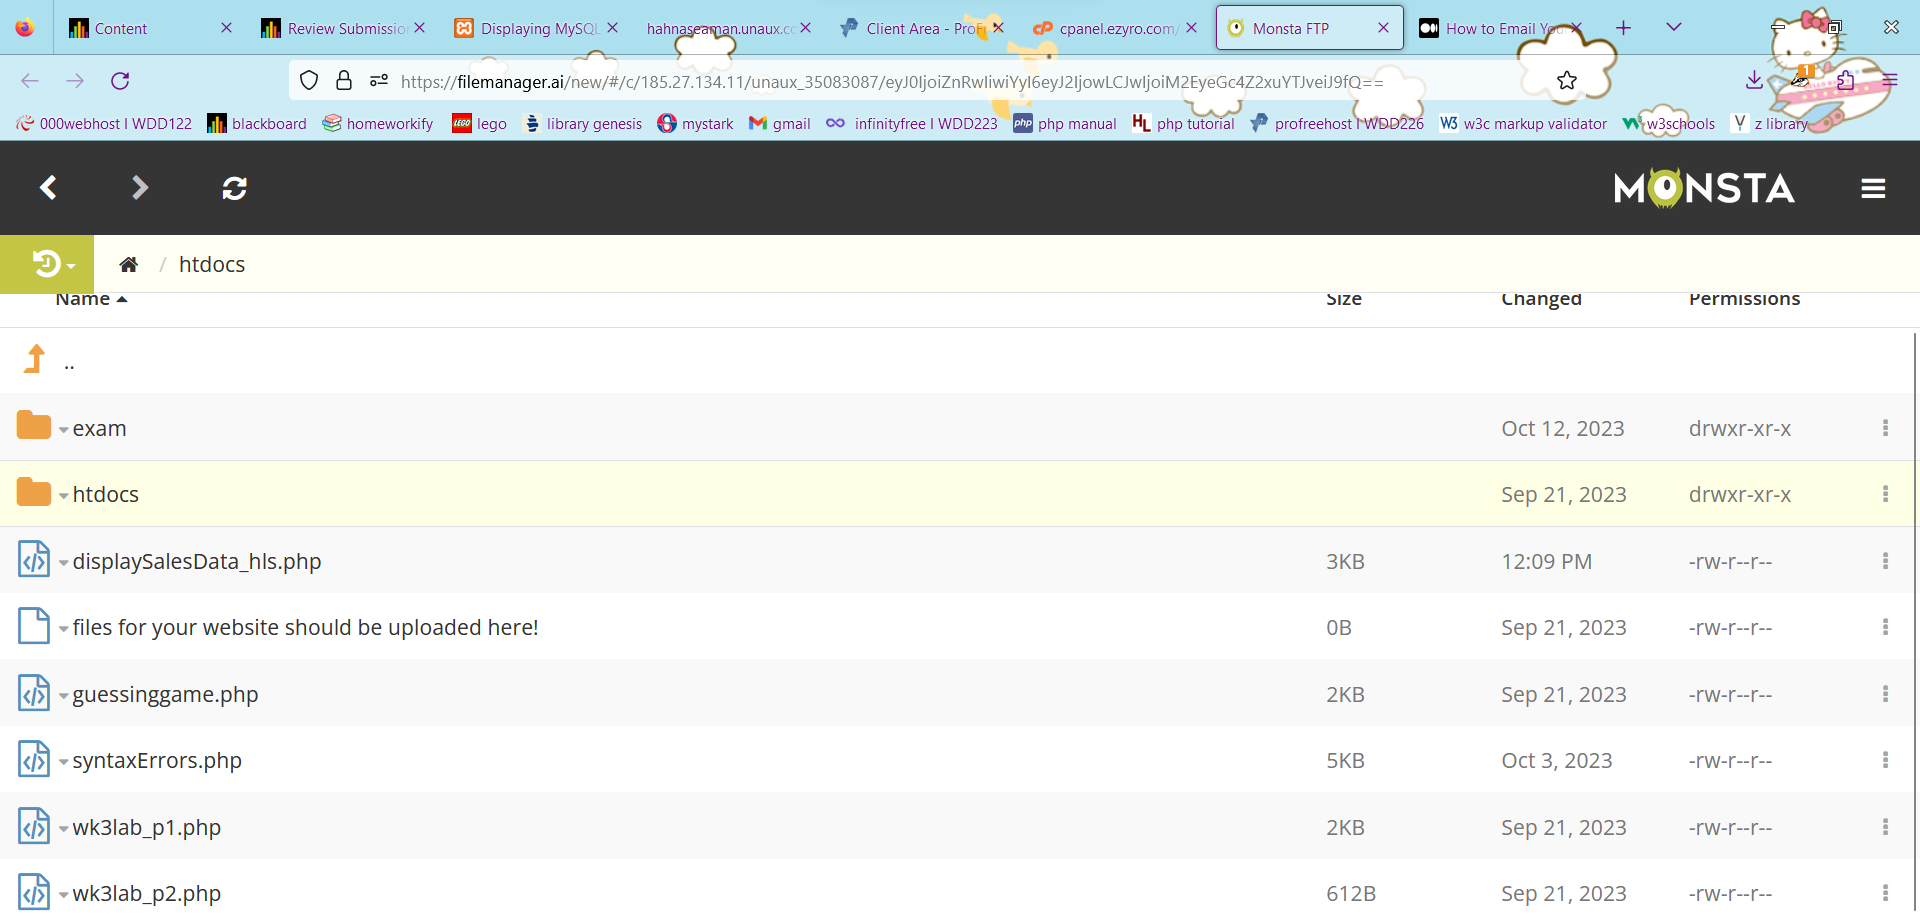 Content
Review Submissio
Displaying MySQL
hahnaseaman.unaux.co
Client Area - ProFr
cpanel.ezyro.com/
Monsta FTP
How to Email You
https://filemanager.ai/new/#/c/185.27.134.11/unaux_35083087/eyJ0IjoiZnRwIiwiYyI6eyJ2IjowLCJwIjoiM2EyeGc4Z2xuYTJveiJ9fQ==
1
000webhost I WDD122
blackboard
homeworkify
lego
library genesis
mystark
gmail
infinityfree I WDD223
php manual
php tutorial
profreehost I WDD226
w3c markup validator
w3schools
z library
MONSTA
/ htdocs
Name Size Changed Permissions
..
exam Oct 12, 2023 drwxr-xr-x
htdocs Sep 21, 2023 drwxr-xr-x
displaySalesData_hls.php 3KB 12:09 PM -rw-r--r--
files for your website should be uploaded here! 0B Sep 21, 2023 -rw-r--r--
guessinggame.php 2KB Sep 21, 2023 -rw-r--r--
syntaxErrors.php 5KB Oct 3, 2023 -rw-r--r--
wk3lab_p1.php 2KB Sep 21, 2023 -rw-r--r--
wk3lab_p2.php 612B Sep 21, 2023 -rw-r--r--